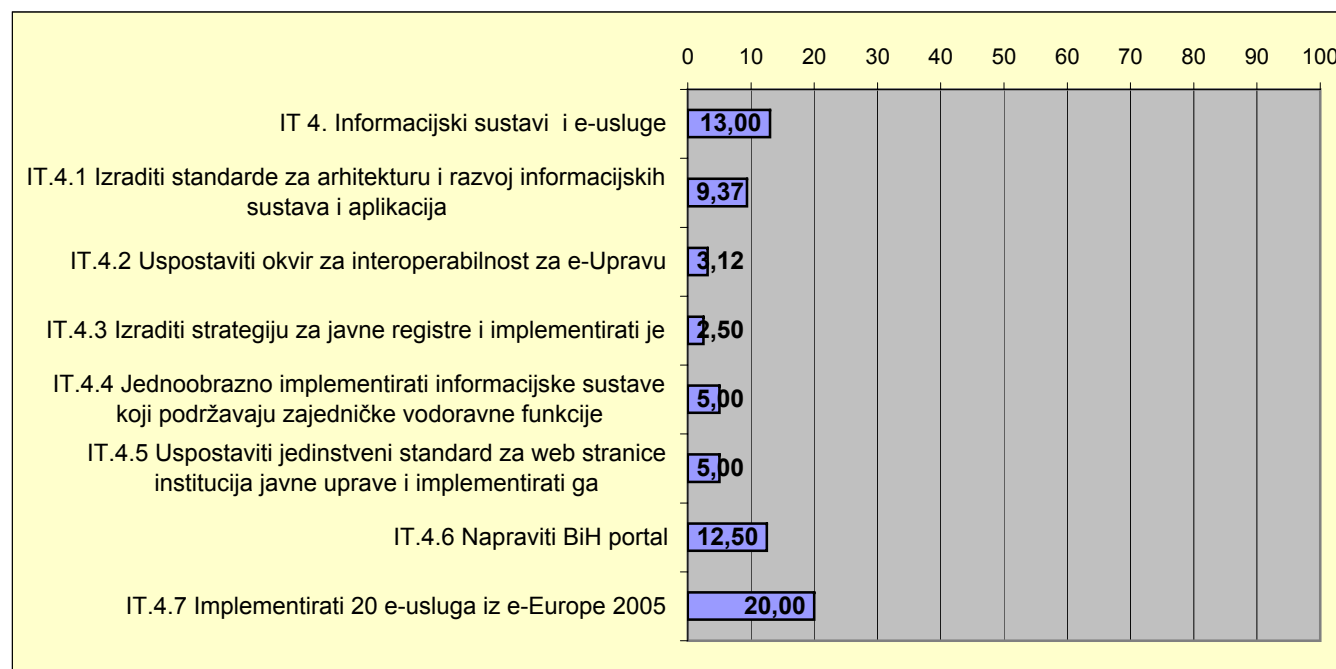 0 10 20 30 40 50 60 70 80 90 100
IT 4. Informacijski sustavi i e-usluge
13,00
IT.4.1 Izraditi standarde za arhitekturu i razvoj informacijskih
sustava i aplikacija
9,37
IT.4.2 Uspostaviti okvir za interoperabilnost za e-Upravu
3,12
IT.4.3 Izraditi strategiju za javne registre i implementirati je
2,50
IT.4.4 Jednoobrazno implementirati informacijske sustave
koji podržavaju zajedničke vodoravne funkcije
5,00
IT.4.5 Uspostaviti jedinstveni standard za web stranice
institucija javne uprave i implementirati ga
5,00
IT.4.6 Napraviti BiH portal
12,50
IT.4.7 Implementirati 20 e-usluga iz e-Europe 2005
20,00